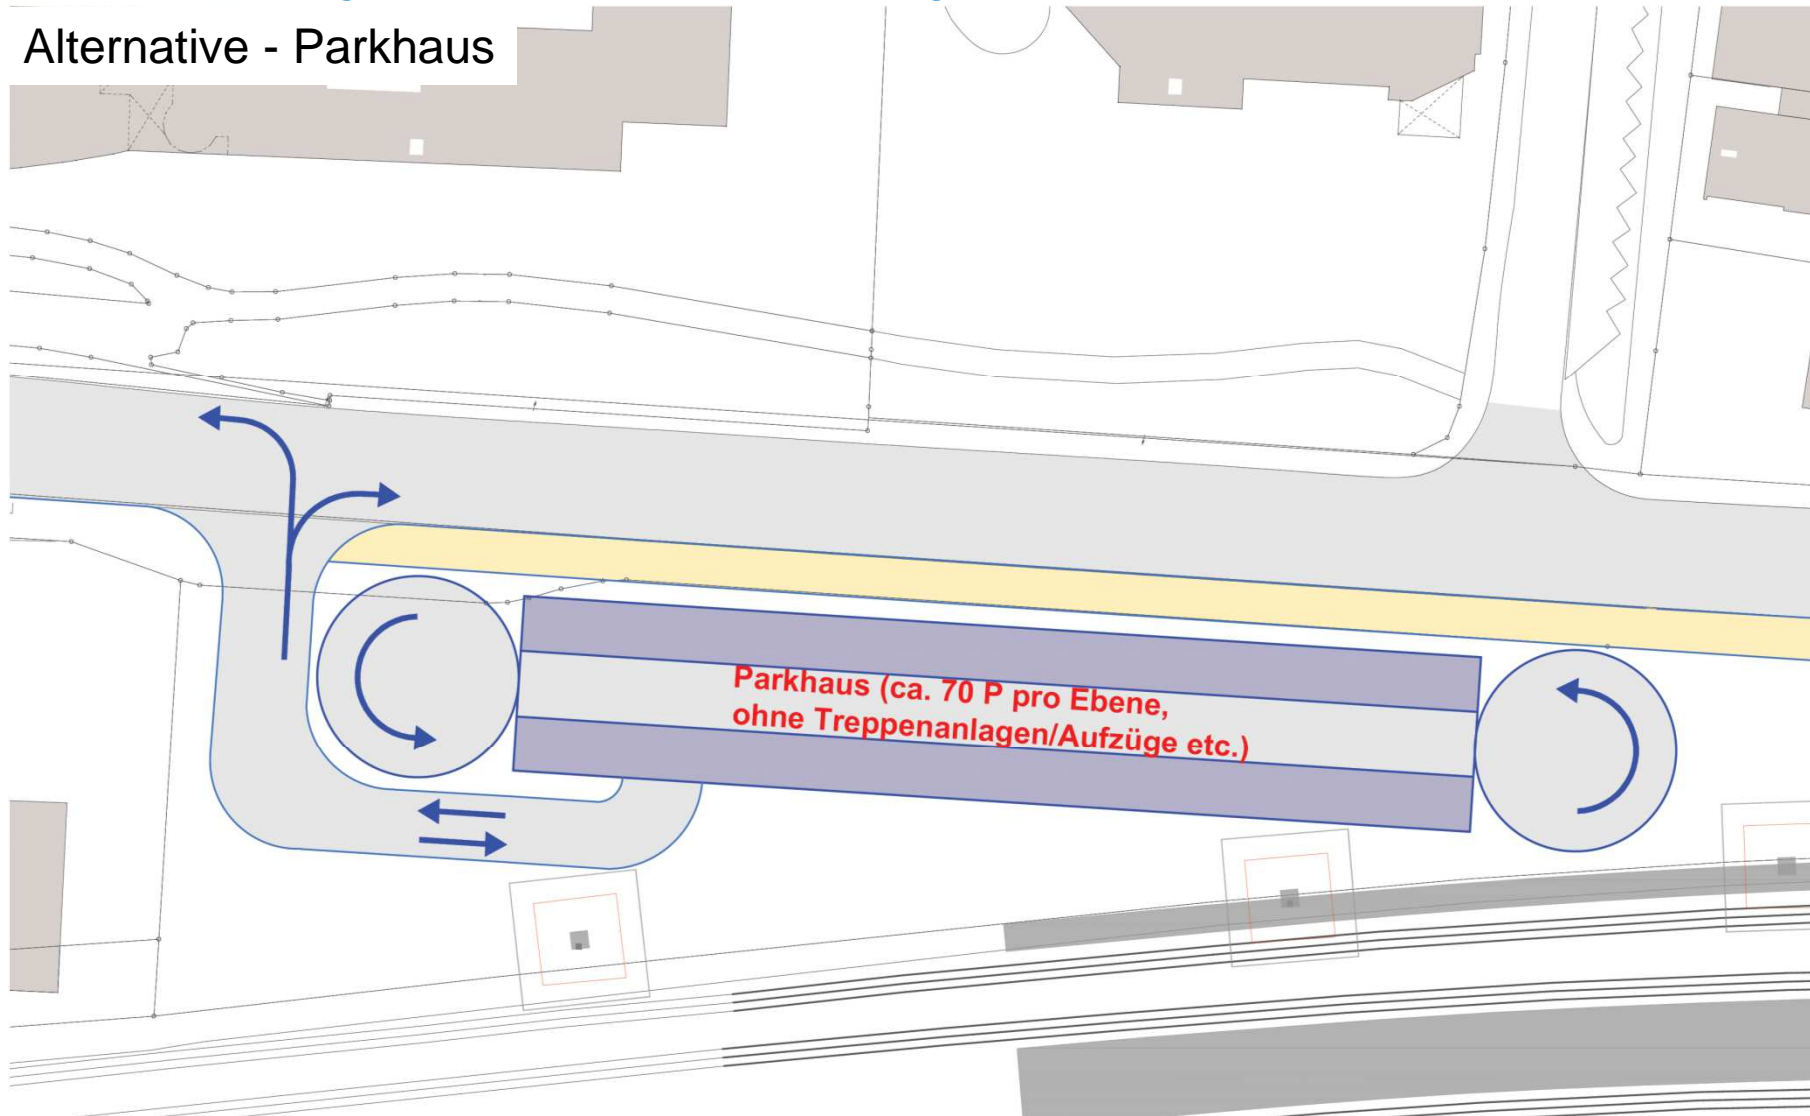 Alternative - Parkhaus
Parkhaus (ca. 70 P pro Ebene,
ohne Treppenanlagen/Aufzüge etc.)